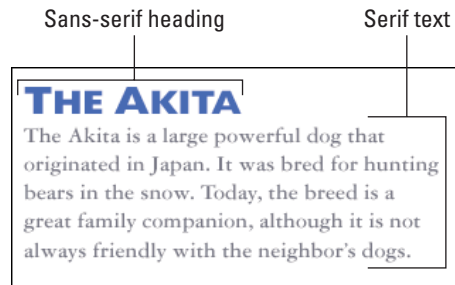 Sans-serif heading
Serif text
THE AKITA
The Akita is a large powerful dog that
originated in Japan. It was bred for hunting
bears in the snow. Today, the breed is a
great family companion, although it is not
always friendly with the neighbor's dogs.